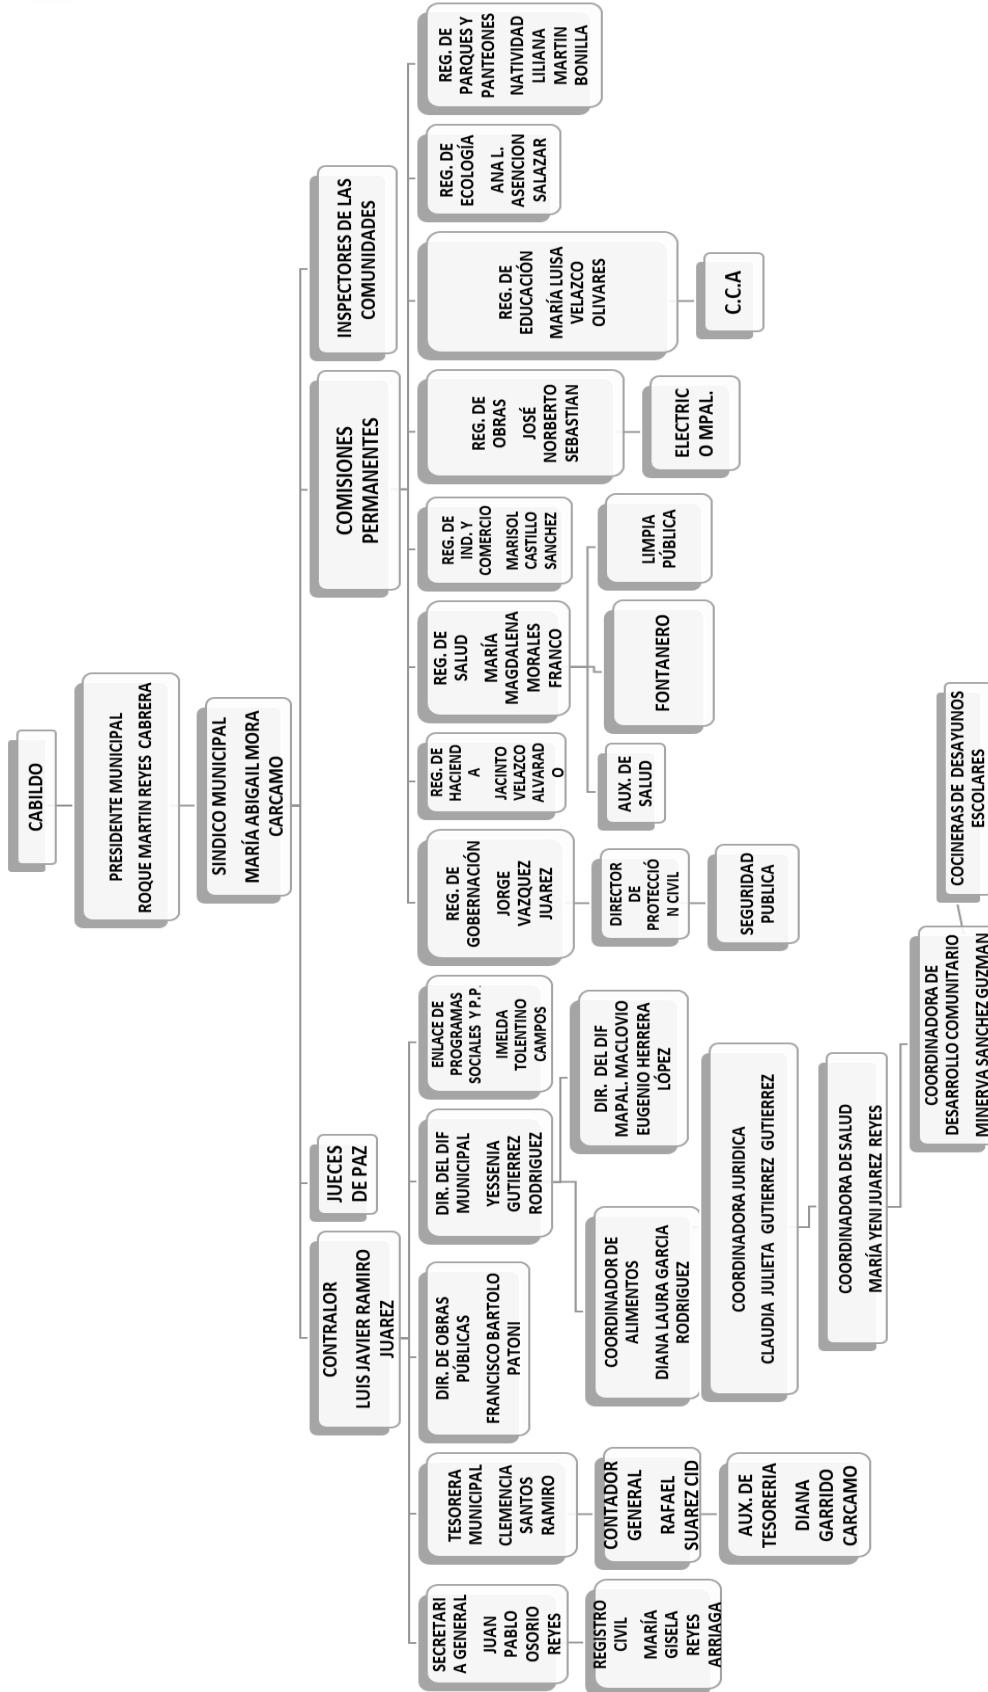 CABILDO
PRESIDENTE MUNICIPAL
ROQUE MARTIN REYES CABRERA
SINDICO MUNICIPAL
MARÍA ABIGAIL MORA
CARCAMO
CONTRALOR
LUIS JAVIER RAMIRO
JUAREZ
JUECES
DE PAZ
COMISIONES
PERMANENTES
INSPECTORES DE LAS
COMUNIDADES
SECRETARI
A GENERAL
JUAN
PABLO
OSORIO
REYES
REGISTRO
CIVIL
MARÍA
GISELA
REYES
ARRIAGA
TESORERA
MUNICIPAL
CLEMENCIA
SANTOS
RAMIRO
CONTADOR
GENERAL
RAFAEL
SUAREZ CID
AUX. DE
TESORERIA
DIANA
GARRIDO
CARCAMO
DIR. DE OBRAS
PÚBLICAS
FRANCISCO BARTOLO
PATONI
DIR. DEL DIF
MUNICIPAL
YESSENIA
GUTIERREZ
RODRIGUEZ
COORDINADOR DE
ALIMENTOS
DIANA LAURA GARCIA
RODRIGUEZ
DIR. DEL DIF
MAPAL. MACLOVIO
EUGENIO HERRERA
LÓPEZ
COORDINADORA JURIDICA
CLAUDIA JULIETA GUTIERREZ GUTIERREZ
COORDINADORA DE SALUD
MARÍA YENI JUAREZ REYES
COORDINADORA DE
DESARROLLO COMUNITARIO
MINERVA SANCHEZ GUZMAN
COCINERAS DE DESAYUNOS
ESCOLARES
ENLACE DE
PROGRAMAS
SOCIALES Y P.P.
IMELDA
TOLENTINO
CAMPOS
REG. DE
GOBERNACIÓN
JORGE
VAZQUEZ
JUAREZ
DIRECTOR
DE
PROTECCIÓ
N CIVIL
SEGURIDAD
PUBLICA
REG. DE
HACIEND
A
JACINTO
VELAZCO
ALVARAD
O
REG. DE
SALUD
MARÍA
MAGDALENA
MORALES
FRANCO
AUX. DE
SALUD
FONTANERO
LIMPIA
PÚBLICA
REG. DE
IND. Y
COMERCIO
MARISOL
CASTILLO
SANCHEZ
REG. DE
OBRAS
JOSÉ
NORBERTO
SEBASTIAN
ELECTRIC
O MPAL.
REG. DE
EDUCACIÓN
MARÍA LUISA
VELAZCO
OLIVARES
C.C.A
REG. DE
ECOLOGÍA
ANA L.
ASENCION
SALAZAR
REG. DE
PARQUES Y
PANTEONES
NATIVIDAD
LILIANA
MARTIN
BONILLA